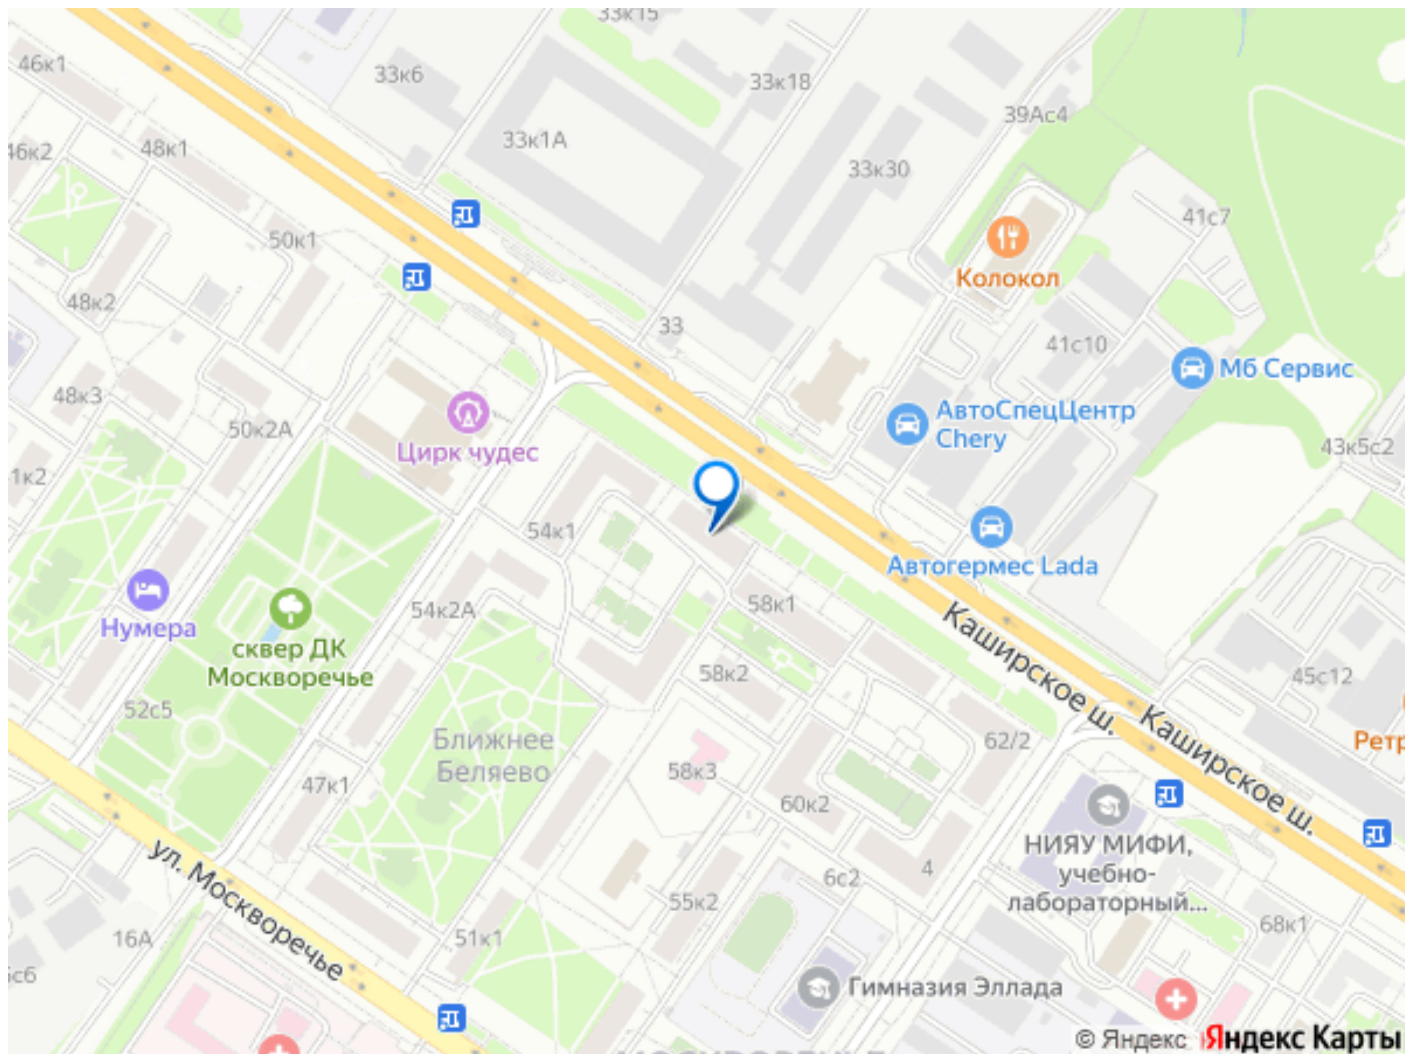 33к15
46к1
33к6
33к18
39Ас4
33к1А
46к2
48к1
33к30
41с7
50к1
Колокол
48к2
33
41с10
Мб Сервис
48к3
АвтоСпецЦентр
Chery
50к2А
Цирк чудес
43к5с2
1к2
54к1
Автогермес Lada
58к1
54к2А
Нумера
Каширское ш.
сквер ДК
Москворечье
58к2
45с12
52с5
Каширское ш.
62/2
Ближнее
Беляево
Ретр
58к3
47к1
60к2
НИЯУ МИФИ,
учебно-
лабораторный...
ул. Москворечье
4
6с2
55к2
68к1
16А
51к1
Гимназия Эллада
© Яндекс Яндекс Карты